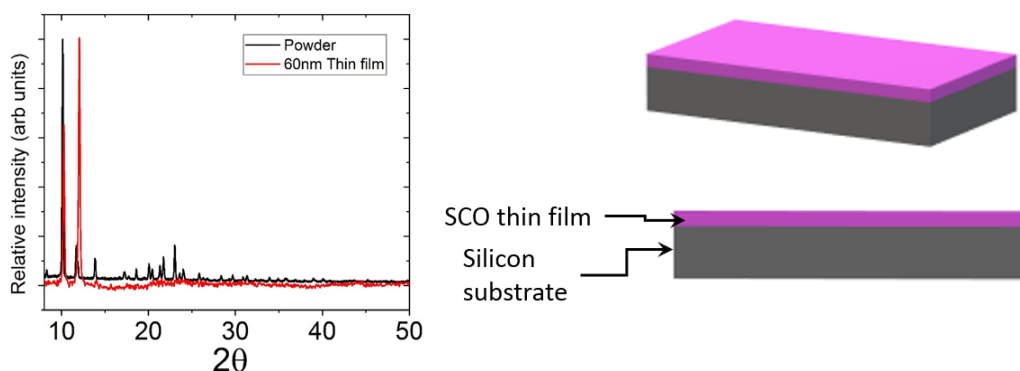 Relative intensity (arb units)
Powder
60nm Thin film
10
20
30
40
50
2θ
SCO thin film
Silicon
substrate